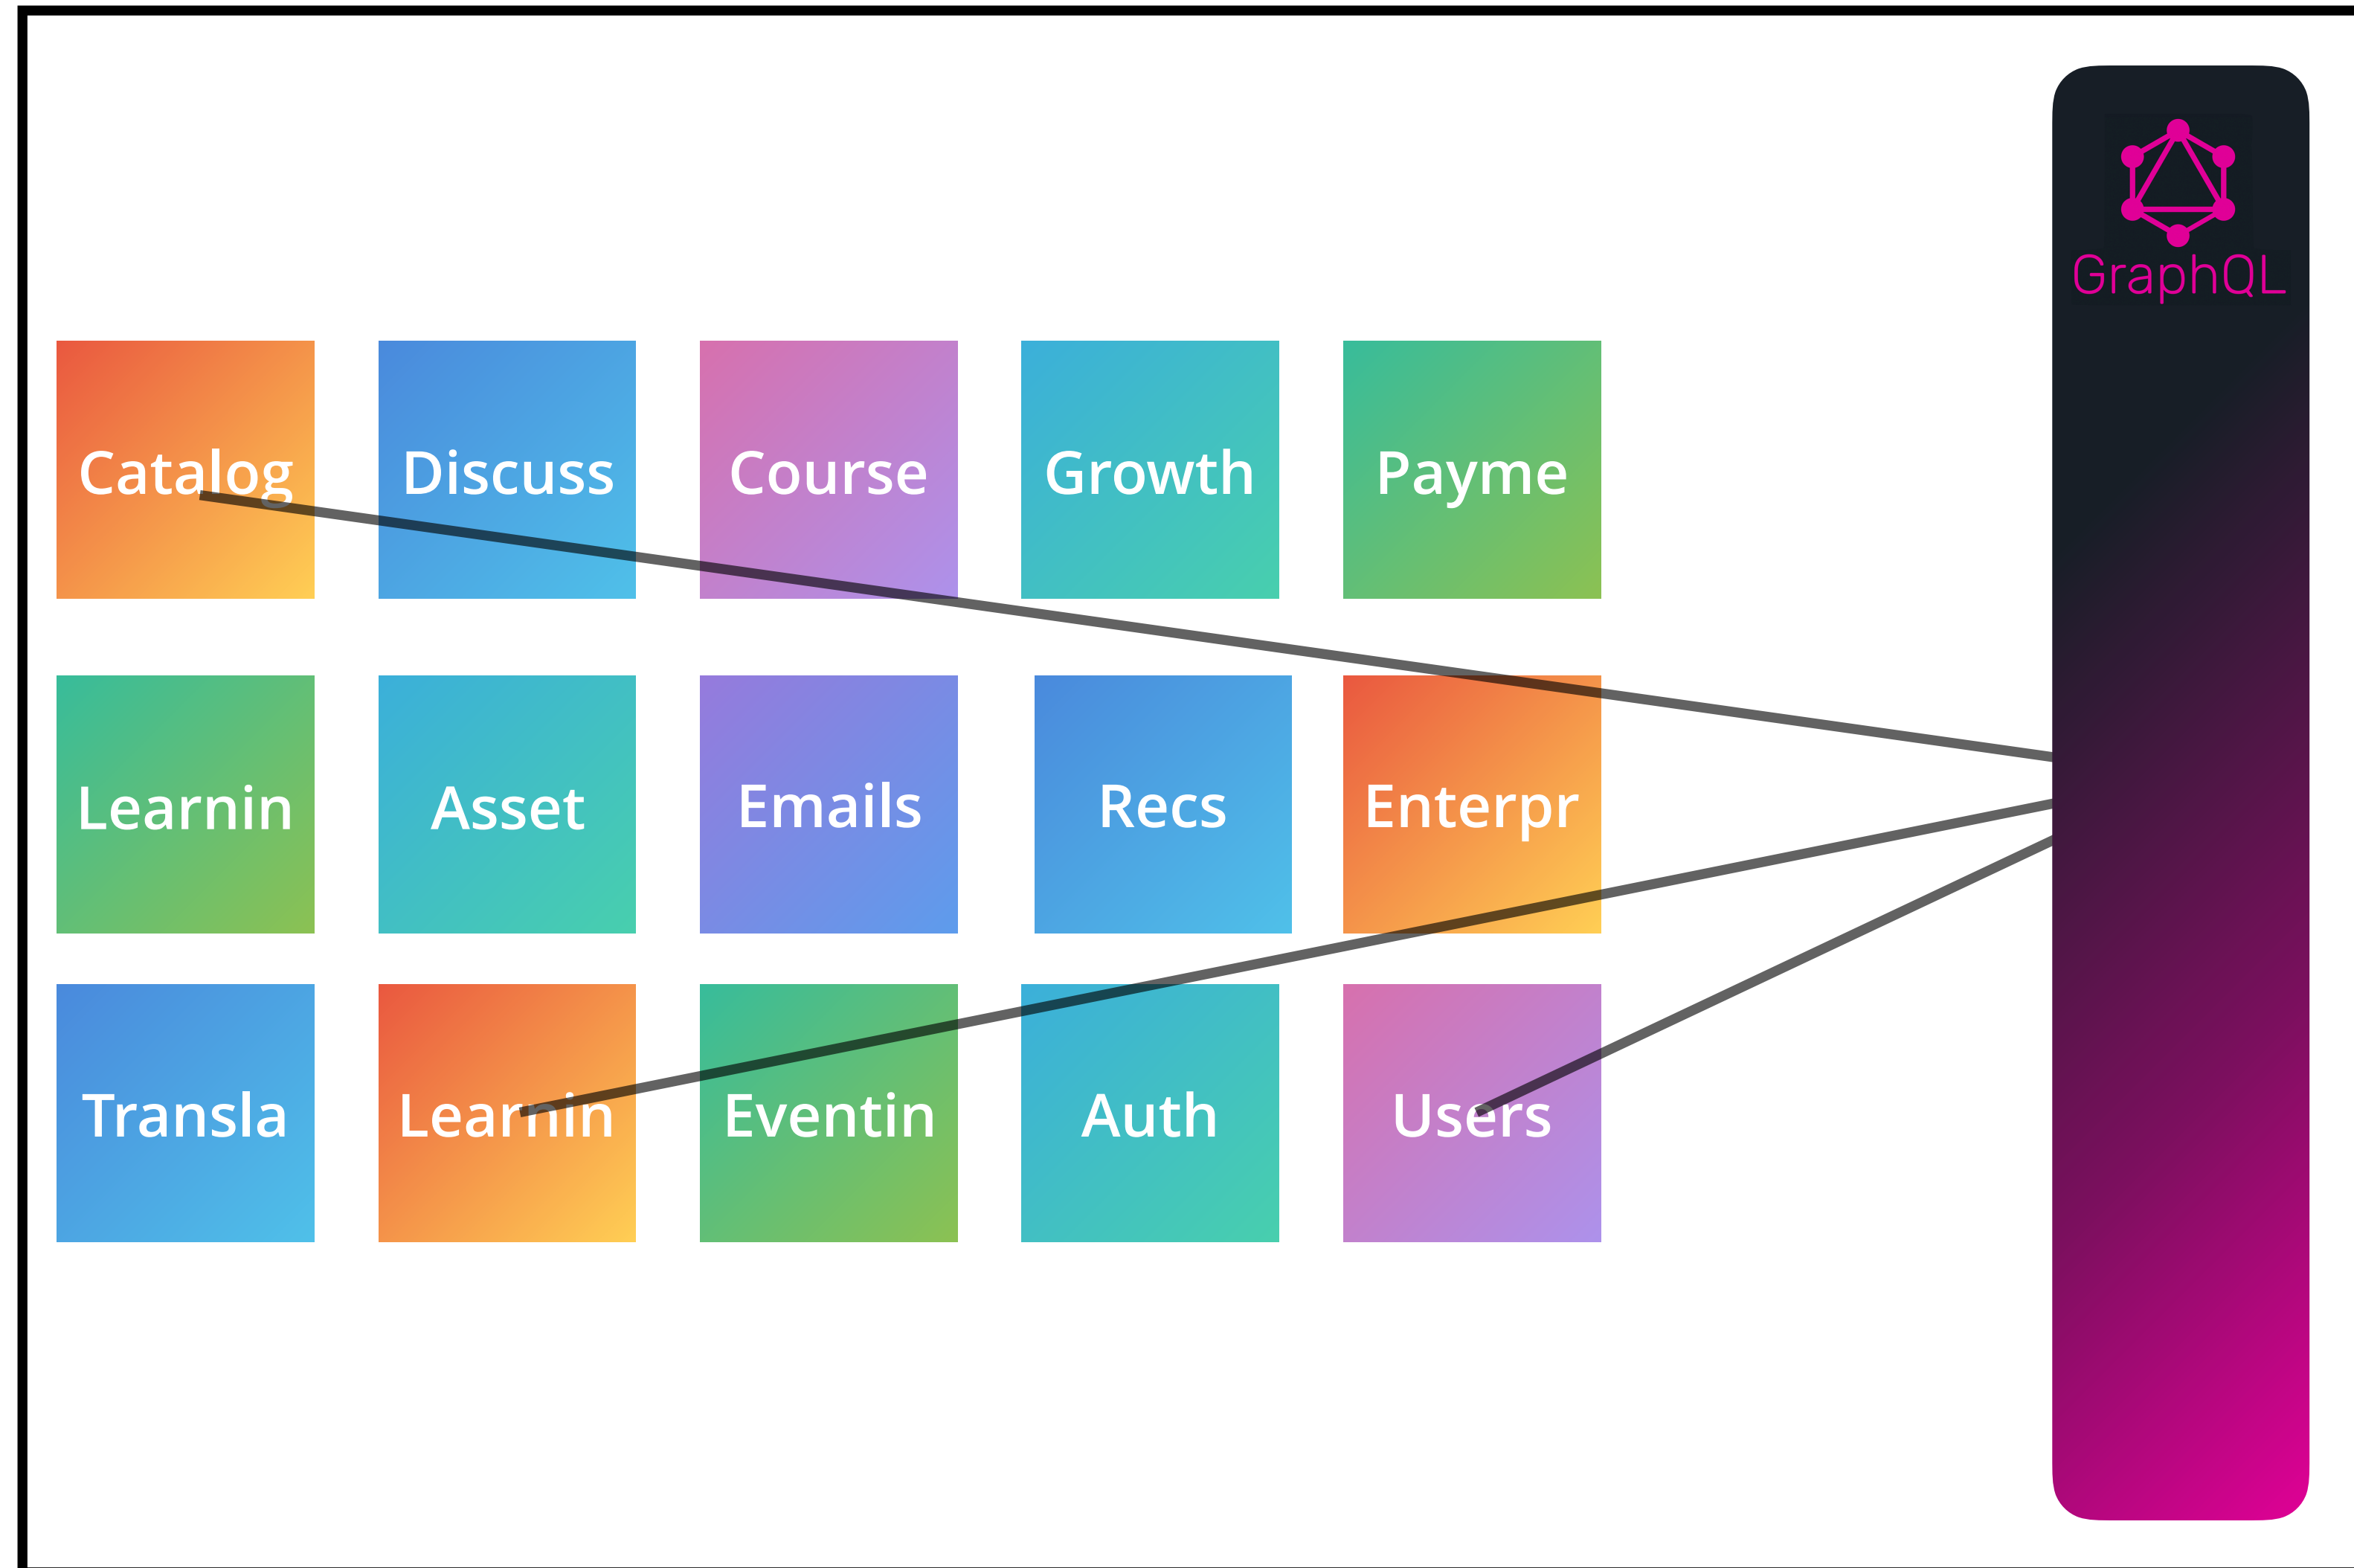 GraphQL
Catalog
Discuss
Course
Growth
Payme
Learnin
Asset
Emails
Recs
Enterpr
Transla
Learnin
Eventin
Auth
Users